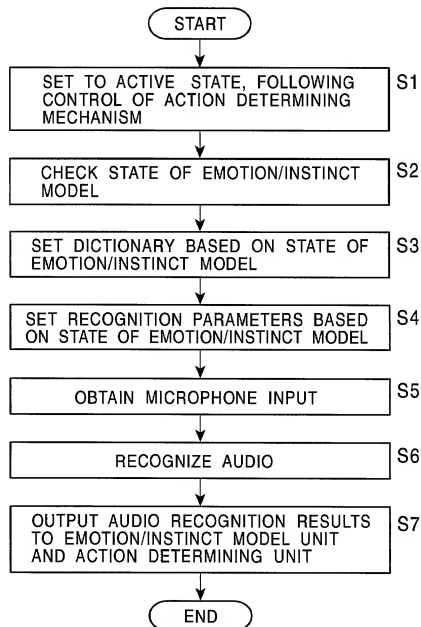 START
SET TO ACTIVE STATE, FOLLOWING
CONTROL OF ACTION DETERMINING
MECHANISM
S1
CHECK STATE OF EMOTION/INSTINCT
MODEL
S2
SET DICTIONARY BASED ON STATE OF
EMOTION/INSTINCT MODEL
S3
SET RECOGNITION PARAMETERS BASED
ON STATE OF EMOTION/INSTINCT MODEL
S4
OBTAIN MICROPHONE INPUT
S5
RECOGNIZE AUDIO
S6
OUTPUT AUDIO RECOGNITION RESULTS
TO EMOTION/INSTINCT MODEL UNIT
AND ACTION DETERMINING UNIT
S7
END